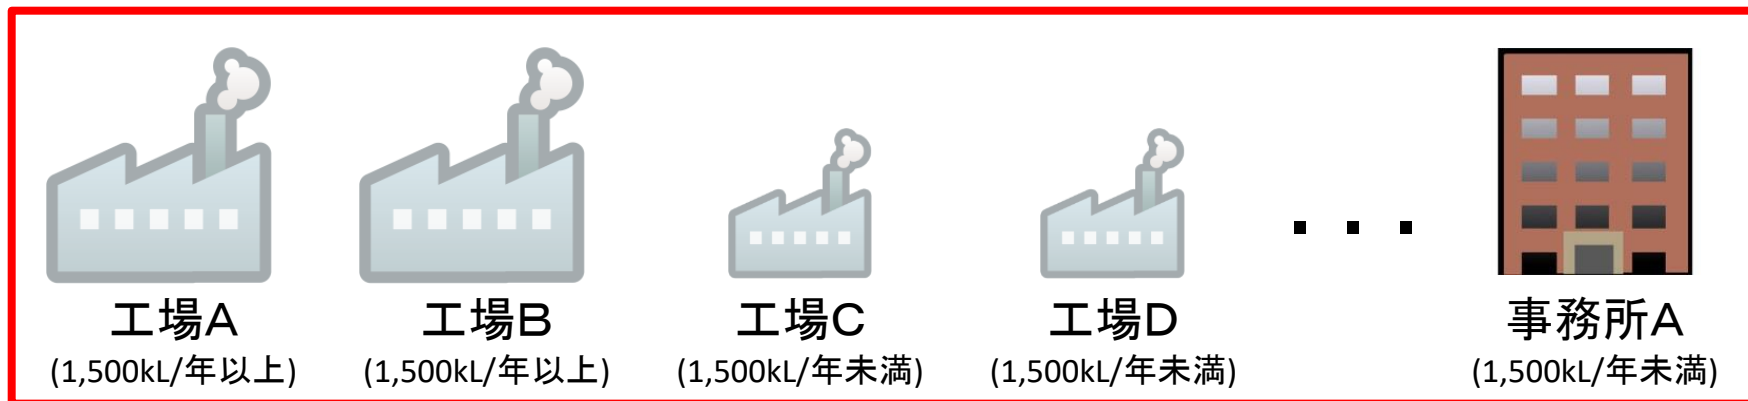 工場A
(1,500kL/年以上)
工場B
(1,500kL/年以上)
工場C
(1,500kL/年未満)
工場D
(1,500kL/年未満)
・・・
事務所A
(1,500kL/年未満)